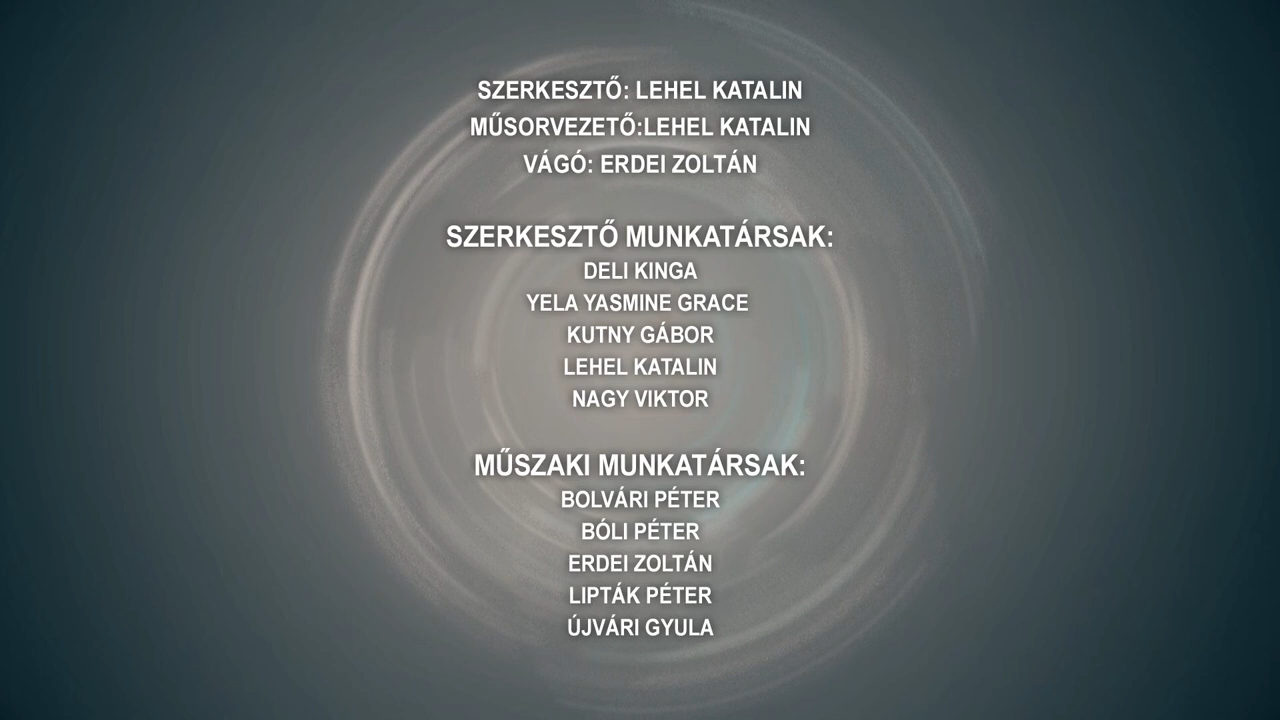 SZERKESZTŐ: LEHEL KATALIN
MŰSORVEZETŐ:LEHEL KATALIN
VÁGÓ: ERDEI ZOLTÁN
SZERKESZTŐ MUNKATÁRSAK:
DELI KINGA
YELA YASMINE GRACE
KUTNY GÁBOR
LEHEL KATALIN
NAGY VIKTOR
MŰSZAKI MUNKATÁRSAK:
BOLVÁRI PÉTER
BÓLI PÉTER
ERDEI ZOLTÁN
LIPTÁK PÉTER
ÚJVÁRI GYULA